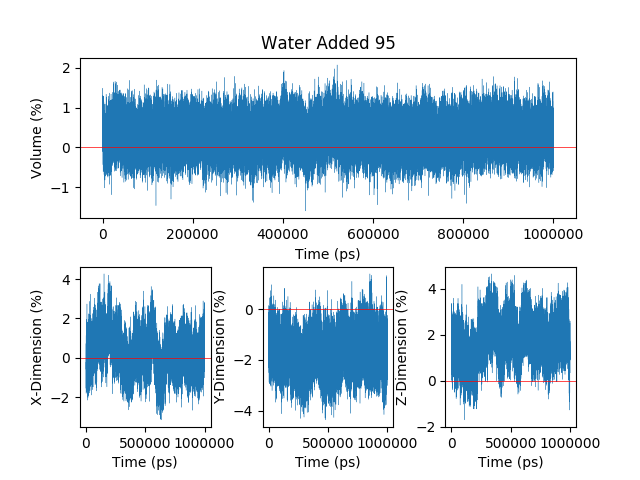 Water Added 95
Volume (%)
2
1
0
−1
0 200000 400000 600000 800000 1000000
Time (ps)
X-Dimension (%)
4
2
0
−2
0 500000 1000000
Time (ps)
Y-Dimension (%)
0
−2
−4
0 500000 1000000
Time (ps)
Z-Dimension (%)
4
2
0
−2
0 500000 1000000
Time (ps)